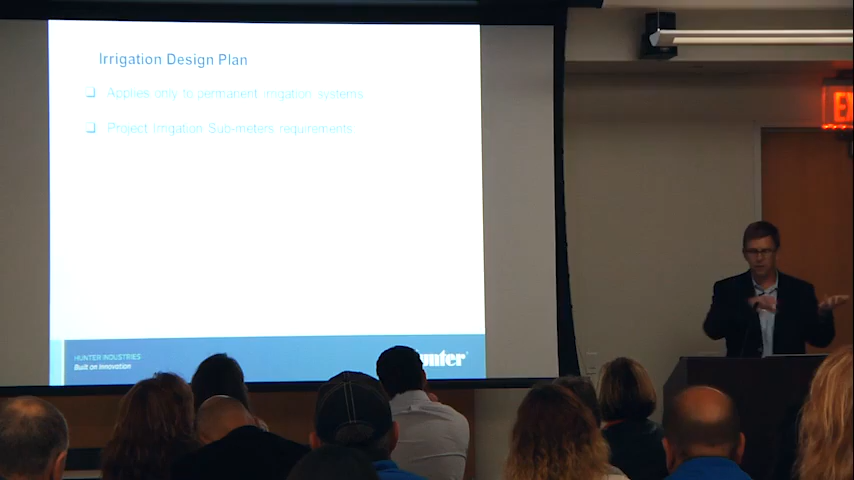 Irrigation Design Plan
Applies only to permanent irrigation systems
Project Irrigation Sub-meters requirements
HUNTER INDUSTRIES
Built on Innovation